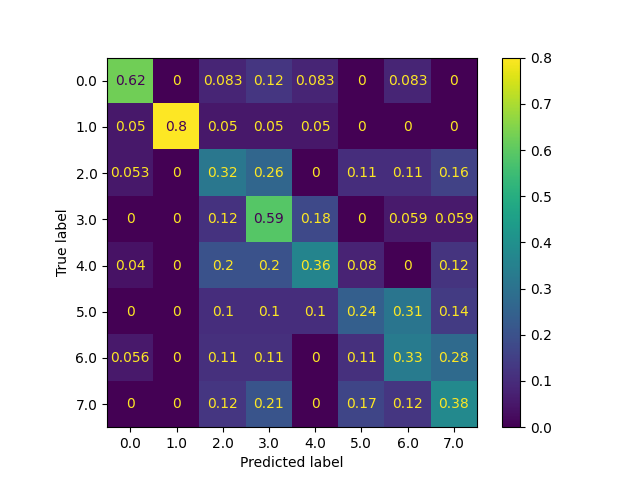 0.0 0.62 0 0.083 0.12 0.083 0 0.083 0 0.8
1.0 0.05 0.8 0.05 0.05 0.05 0 0 0 0.7
2.0 0.053 0 0.32 0.26 0 0.11 0.11 0.16 0.6
3.0 0 0 0.12 0.59 0.18 0 0.059 0.059 0.5
True label
4.0 0.04 0 0.2 0.2 0.36 0.08 0 0.12 0.4
5.0 0 0 0.1 0.1 0.1 0.24 0.31 0.14 0.3
6.0 0.056 0 0.11 0.11 0 0.11 0.33 0.28 0.2
7.0 0 0 0.12 0.21 0 0.17 0.12 0.38 0.1
0.0
0.0 1.0 2.0 3.0 4.0 5.0 6.0 7.0
Predicted label